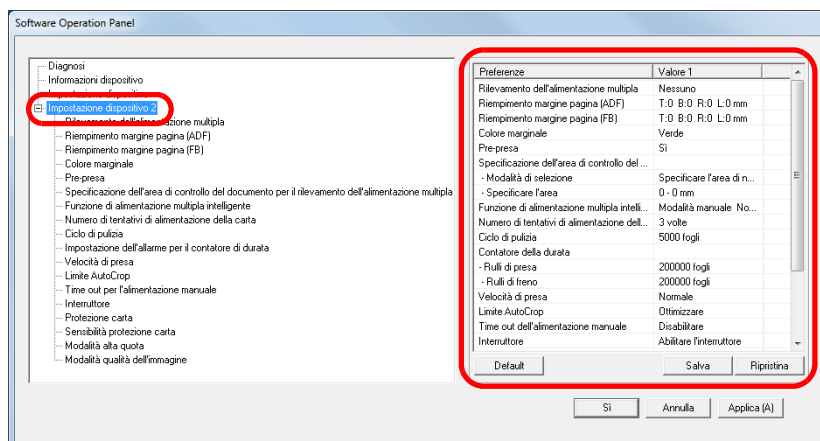 Software Operation Panel
Diagnosi
Informazioni dispositivo
Impostazione dispositivo
Impostazione dispositivo 2
Rilevamento dell'alimentazione multipla
Riempimento margine pagina (ADF)
Riempimento margine pagina (FB)
Colore marginale
Pre-presa
Specificazione dell'area di controllo del documento per il rilevamento dell'alimentazione multipla
Funzione di alimentazione multipla intelligente
Numero di tentativi di alimentazione della carta
Ciclo di pulizia
Impostazione dell'allarme per il contatore di durata
Velocità di presa
Limite AutoCrop
Time out per l'alimentazione manuale
Interruttore
Protezione carta
Sensibilità protezione carta
Modalità alta quota
Modalità qualità dell'immagine
Preferenze Valore 1
Rilevamento dell'alimentazione multipla Nessuno
Riempimento margine pagina (ADF) T:0 B:0 R:0 L:0 mm
Riempimento margine pagina (FB) T:0 B:0 R:0 L:0 mm
Colore marginale Verde
Pre-presa Sì
Specificazione dell'area di controllo del ...
- Modalità di selezione Specificare l'area di n...
- Specificare l'area 0 - 0 mm
Funzione di alimentazione multipla intelli... Modalità manuale No...
Numero di tentativi di alimentazione dell... 3 volte
Ciclo di pulizia 5000 fogli
Contatore della durata
- Rulli di presa 200000 fogli
- Rulli di freno 200000 fogli
Velocità di presa Normale
Limite AutoCrop Ottimizzare
Time out dell'alimentazione manuale Disabilitare
Interruttore Abilitare l'interruttore
Default Salva Ripristina
Sì Annulla Applica (A)